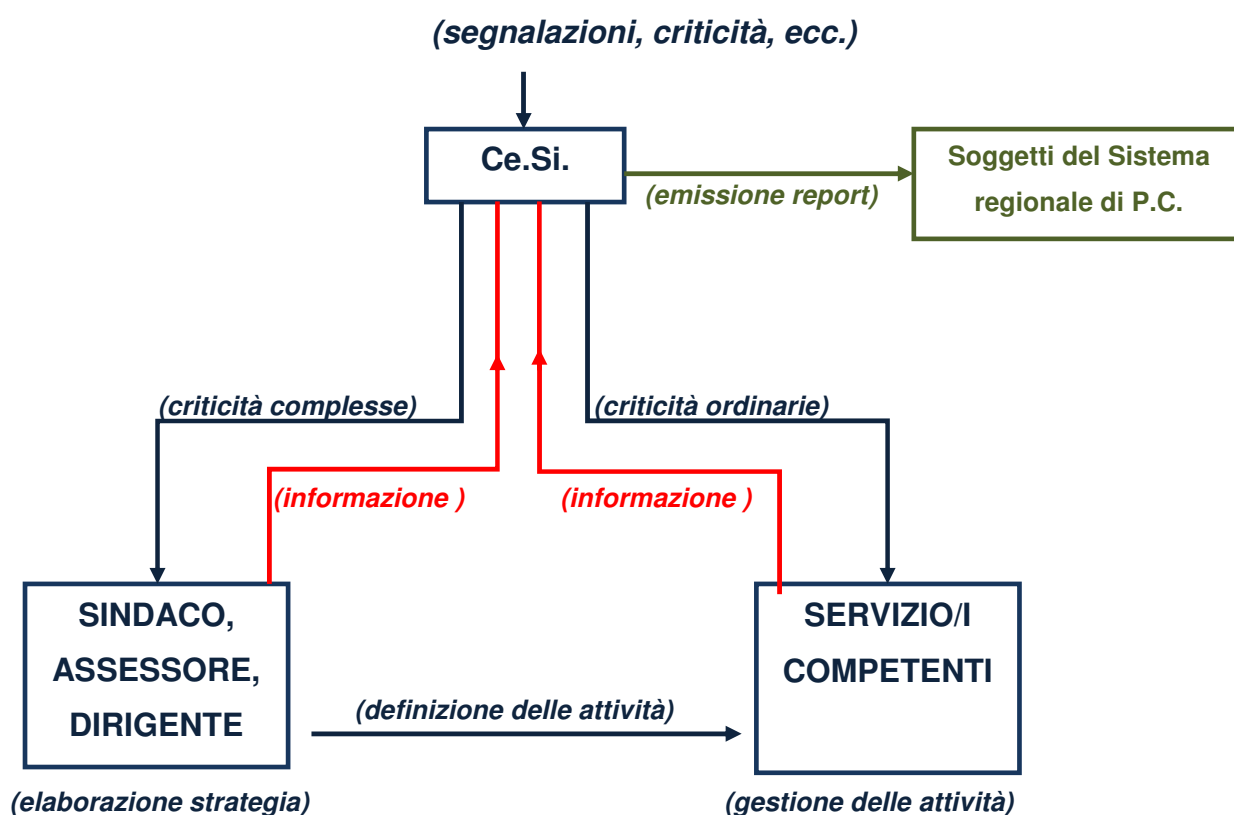 (segnalazioni, criticità, ecc.)
Ce.Si.
Soggetti del Sistema
regionale di P.C.
(emissione report)
(criticità complesse)
(criticità ordinarie)
(informazione )
(informazione )
SINDACO,
ASSESSORE,
DIRIGENTE
SERVIZIO/I
COMPETENTI
(definizione delle attività)
(elaborazione strategia)
(gestione delle attività)